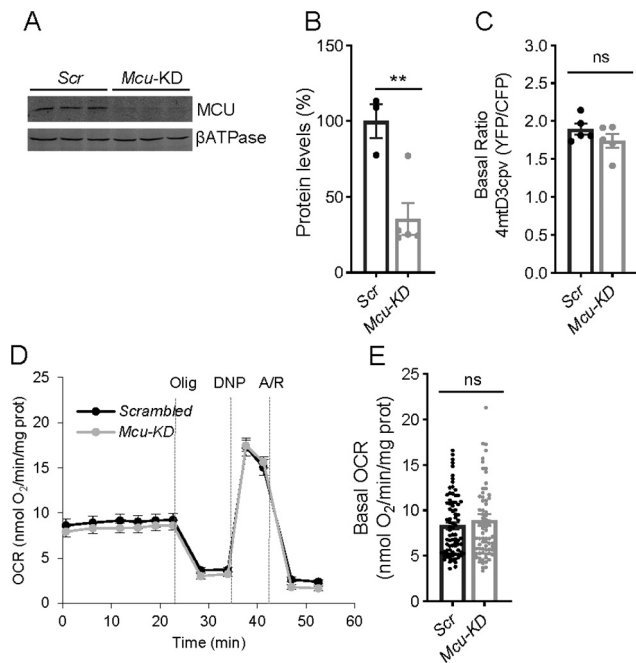 A
Scr Mcu-KD
MCU
βATPase
B
Protein levels (%)
100
50
0
**
Scr
Mcu-KD
C
Basal Ratio
4mtD3cpv (YFP/CFP)
3.0
2.5
2.0
1.5
1.0
0.5
0.0
ns
Scr
Mcu-KD
D
OCR (nmol O₂/min/mg prot)
25
20
15
10
5
0
Olig DNP A/R
Scrambled
Mcu-KD
0 10 20 30 40 50 60
Time (min)
E
Basal OCR
(nmol O₂/min/mg prot)
25
20
15
10
5
0
ns
Scr
Mcu-KD